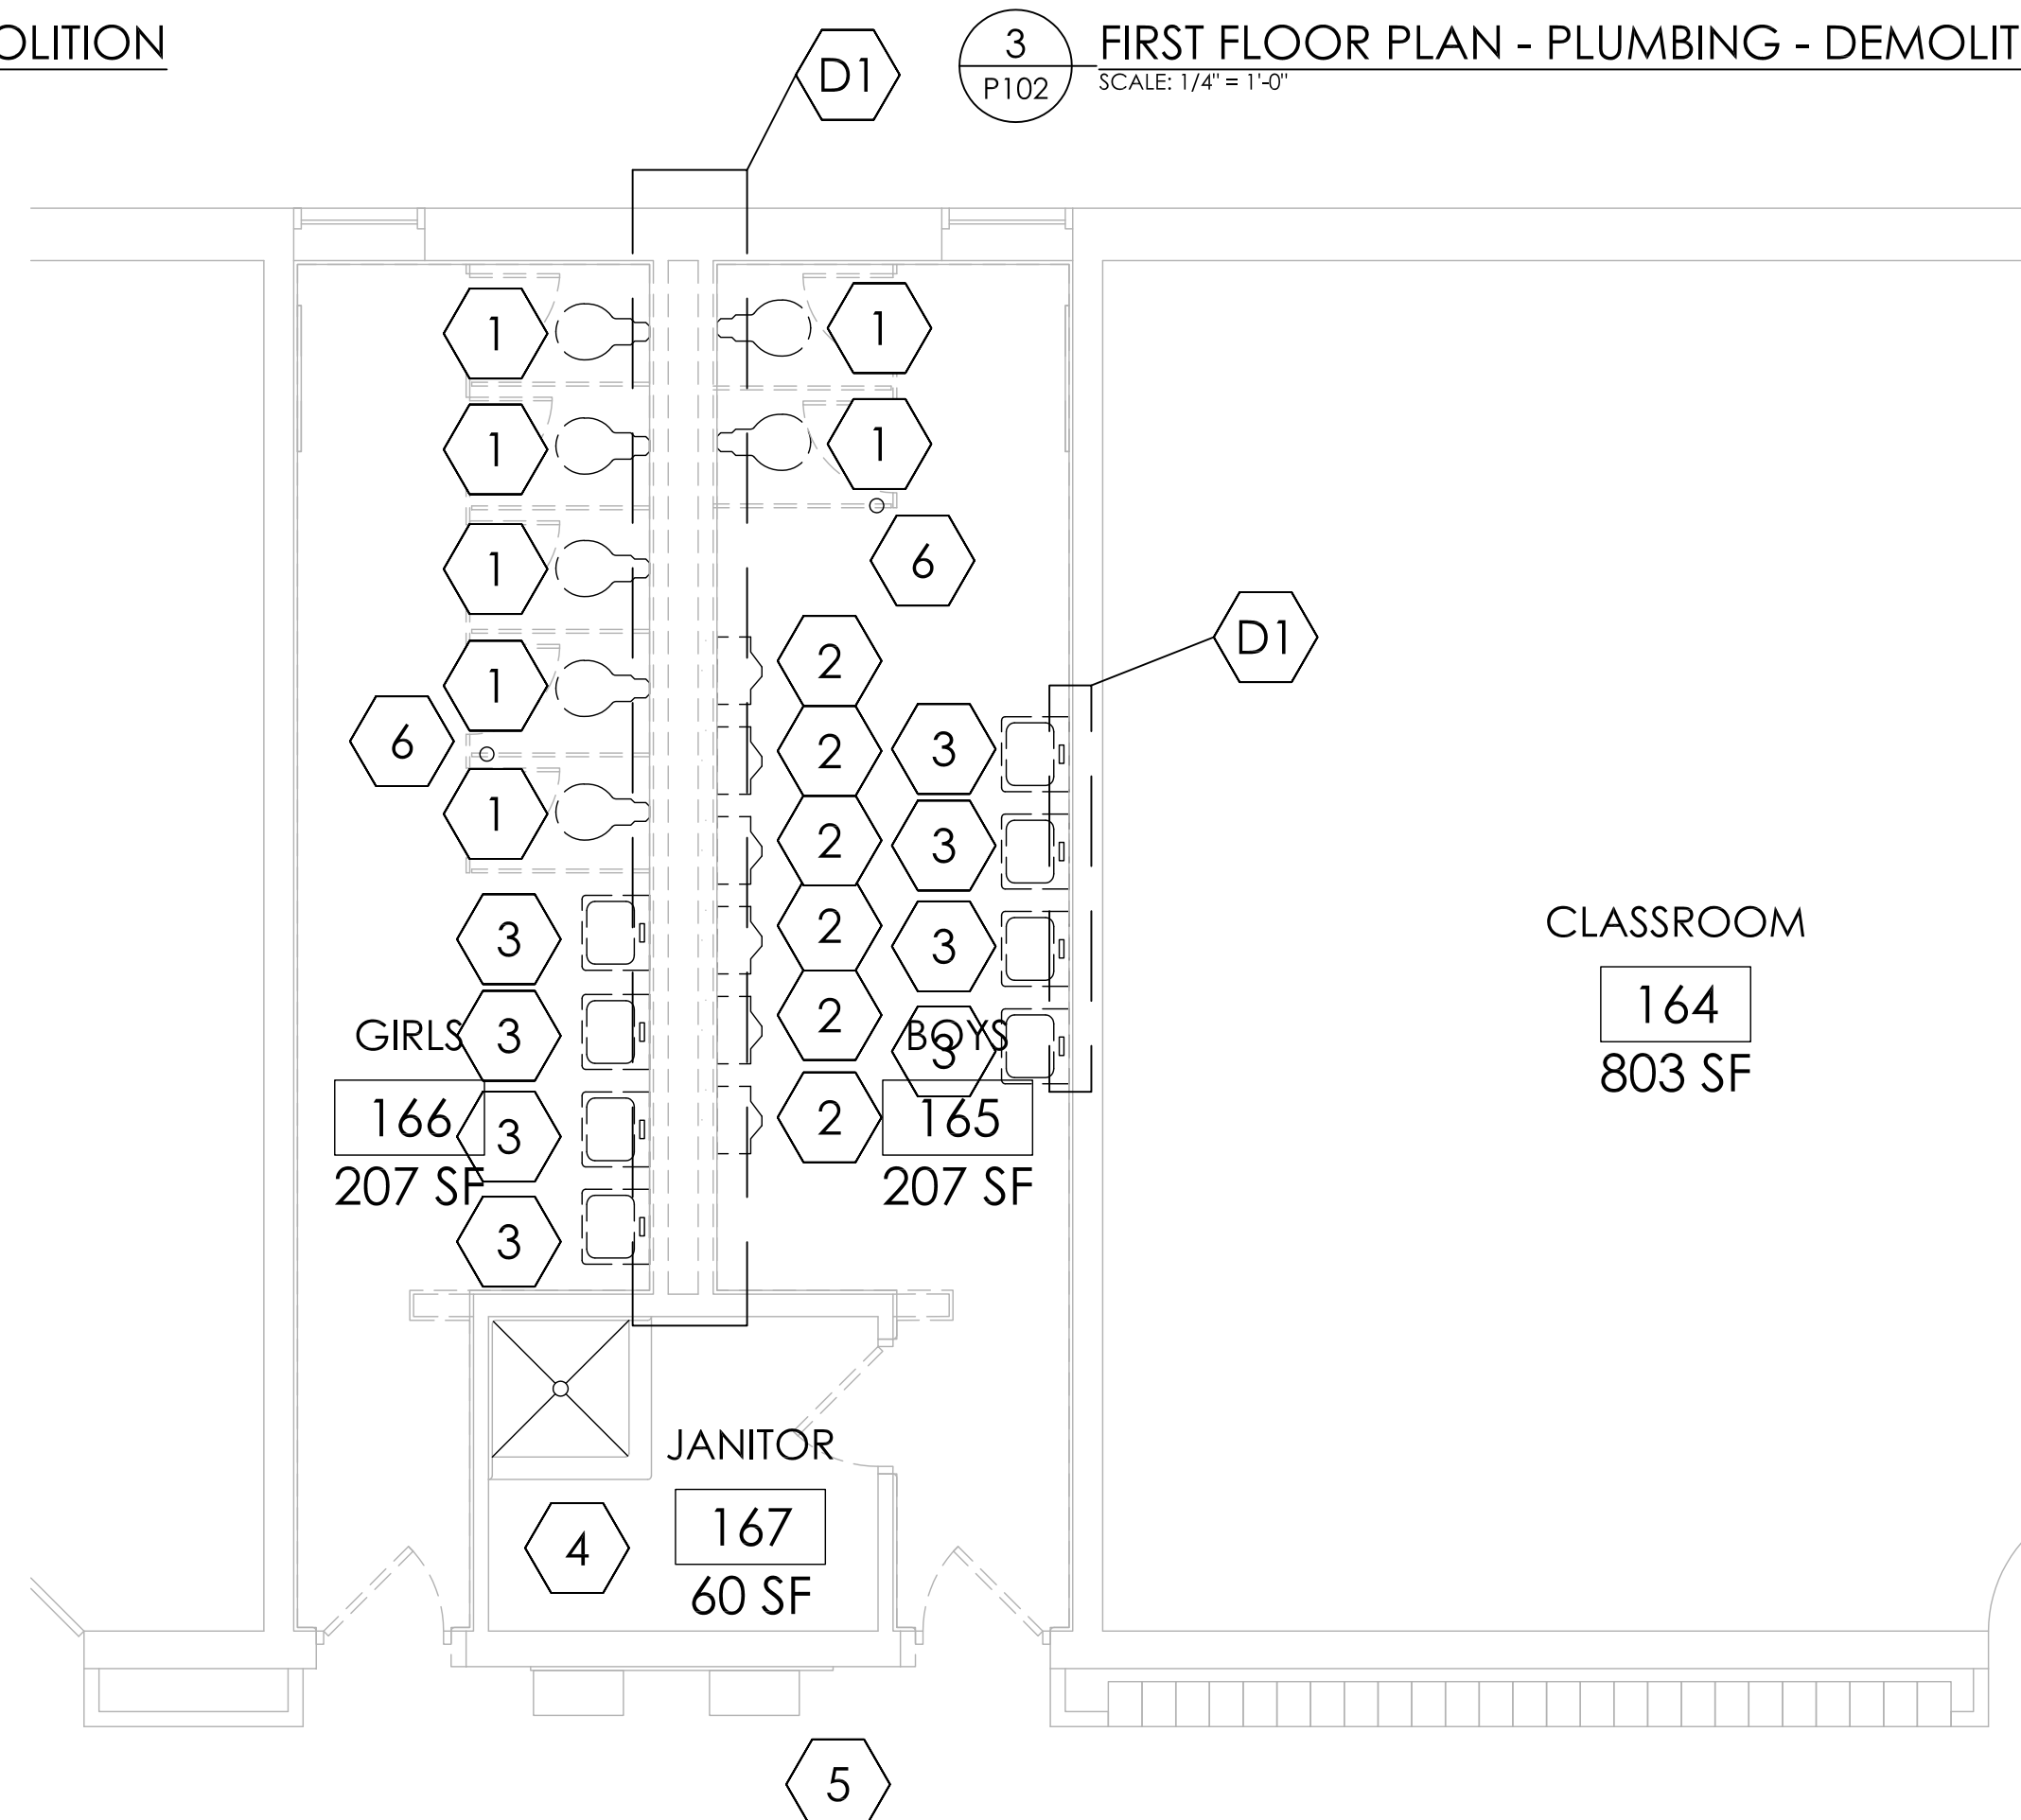 OLITION
D1
3
P102
FIRST FLOOR PLAN - PLUMBING - DEMOLIT
SCALE: 1/4" = 1'-0"
1
1
1
1
1
1
1
6
D1
2
2
2
2
2
2
3
3
3
3
6
3
3
3
3
GIRLS
166
207 SF
BOYS
165
207 SF
CLASSROOM
164
803 SF
JANITOR
167
60 SF
4
5